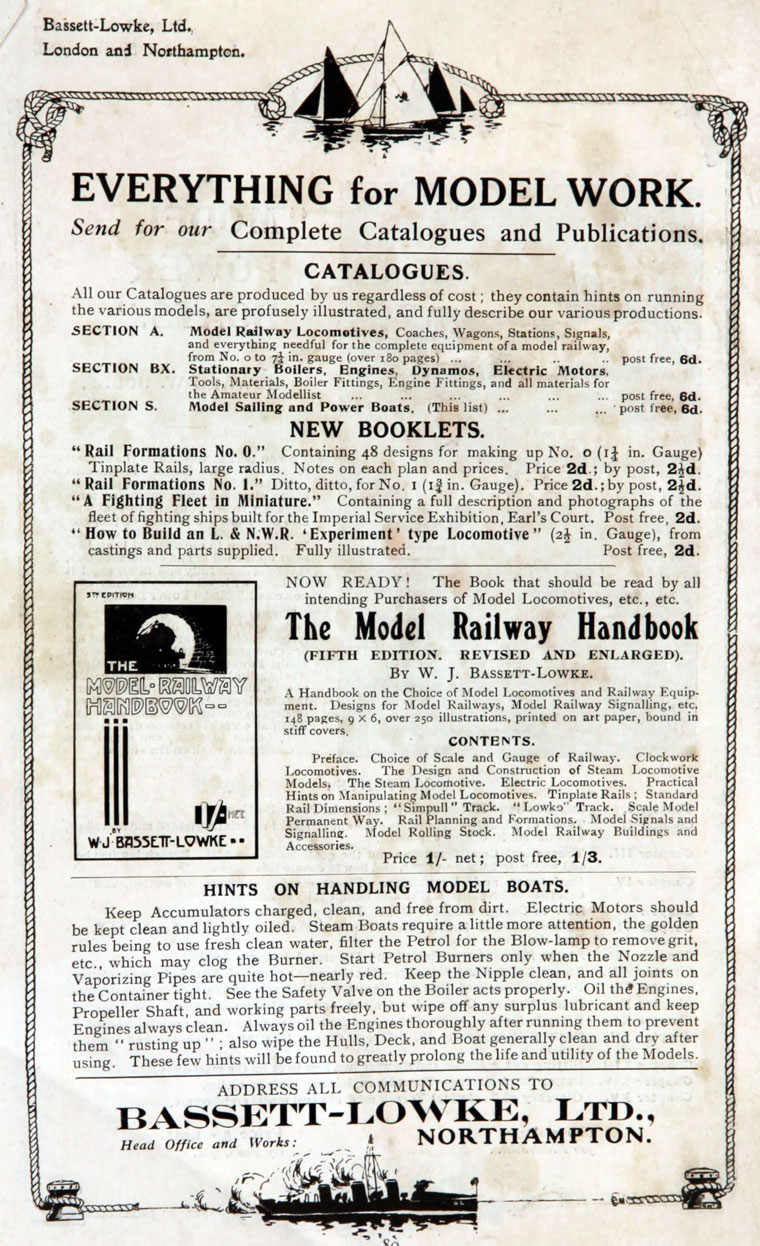 Bassett-Lowke, Ltd.,
London and Northampton.
EVERYTHING for MODEL WORK.
Send for our Complete Catalogues and Publications.
CATALOGUES.
All our Catalogues are produced by us regardless of cost ; they contain hints on running
the various models, are profusely illustrated, and fully describe our various productions.
SECTION A. Model Railway Locomotives, Coaches, Wagons, Stations, Signals,
and everything needful for the complete equipment of a model railway,
from No. 0 to 7¼ in. gauge (over 180 pages) ... ... .. .. post free, 6d.
SECTION BX. Stationary Boilers, Engines, Dynamos, Electric Motors,
Tools, Materials, Boiler Fittings, Engine Fittings, and all materials for
the Amateur Modellist ... ... ... ... ... ... post free, 6d.
SECTION S. Model Sailing and Power Boats. (This list) ... ... ... post free, 6d.
NEW BOOKLETS.
“Rail Formations No. 0.” Containing 48 designs for making up No. 0 (1¼ in. Gauge)
Tinplate Rails, large radius. Notes on each plan and prices. Price 2d.; by post, 2½d.
“Rail Formations No. 1.” Ditto, ditto, for No. 1 (1¾ in. Gauge). Price 2d.; by post, 2½d.
“A Fighting Fleet in Miniature.” Containing a full description and photographs of the
fleet of fighting ships built for the Imperial Service Exhibition, Earl's Court. Post free, 2d.
“How to Build an L. & N.W.R. ‘Experiment’ type Locomotive” (2½ in. Gauge), from
castings and parts supplied. Fully illustrated. Post free, 2d.
5TH EDITION
THE
MODEL·RAILWAY
HANDBOOK--
1/- NET
BY
W·J·BASSETT-LOWKE··
NOW READY! The Book that should be read by all
intending Purchasers of Model Locomotives, etc., etc.
The Model Railway Handbook
(FIFTH EDITION. REVISED AND ENLARGED).
By W. J. Bassett-Lowke.
A Handbook on the Choice of Model Locomotives and Railway Equip-
ment. Designs for Model Railways, Model Railway Signalling, etc.
148 pages, 9 × 6, over 250 illustrations, printed on art paper, bound in
stiff covers.
CONTENTS.
Preface. Choice of Scale and Gauge of Railway. Clockwork
Locomotives. The Design and Construction of Steam Locomotive
Models. The Steam Locomotive. Electric Locomotives. Practical
Hints on Manipulating Model Locomotives. Tinplate Rails; Standard
Rail Dimensions; “Simpull” Track. “Lowko” Track. Scale Model
Permanent Way. Rail Planning and Formations. Model Signals and
Signalling. Model Rolling Stock. Model Railway Buildings and
Accessories.
Price 1/- net; post free, 1/3.
HINTS ON HANDLING MODEL BOATS.
Keep Accumulators charged, clean, and free from dirt. Electric Motors should
be kept clean and lightly oiled. Steam Boats require a little more attention, the golden
rules being to use fresh clean water, filter the Petrol for the Blow-lamp to remove grit,
etc., which may clog the Burner. Start Petrol Burners only when the Nozzle and
Vaporizing Pipes are quite hot—nearly red. Keep the Nipple clean, and all joints on
the Container tight. See the Safety Valve on the Boiler acts properly. Oil the Engines,
Propeller Shaft, and working parts freely, but wipe off any surplus lubricant and keep
Engines always clean. Always oil the Engines thoroughly after running them to prevent
them “rusting up”; also wipe the Hulls, Deck, and Boat generally clean and dry after
using. These few hints will be found to greatly prolong the life and utility of the Models.
ADDRESS ALL COMMUNICATIONS TO
BASSETT-LOWKE, LTD.,
Head Office and Works: NORTHAMPTON.